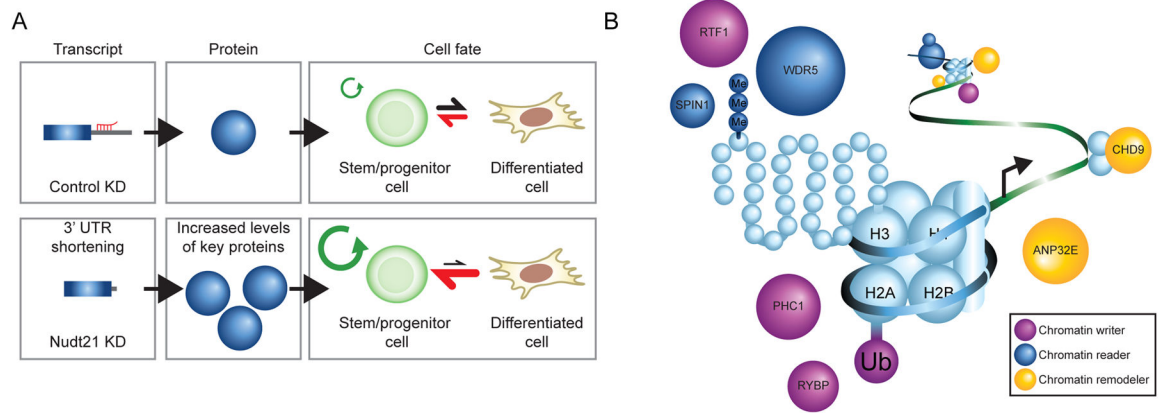 A
Transcript
Protein
Cell fate
Control KD
Stem/progenitor
cell
Differentiated
cell
3' UTR
shortening
Increased levels
of key proteins
Nudt21 KD
Stem/progenitor
cell
Differentiated
cell
B
RTF1
WDR5
SPIN1
Me
Me
Me
CHD9
H3
ANP32E
H2A
H2B
PHC1
Ub
RYBP
Chromatin writer
Chromatin reader
Chromatin remodeler